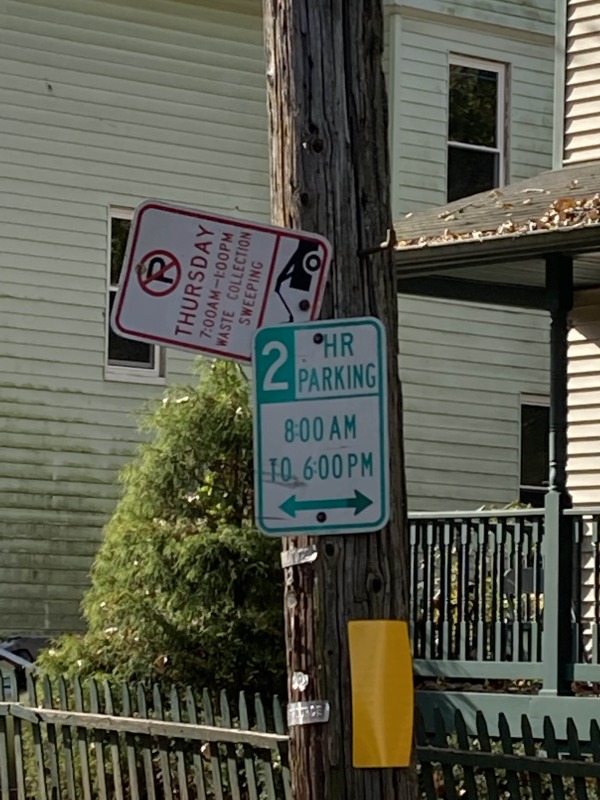 P
THURSDAY
7:00AM-1:00PM
WASTE COLLECTION
SWEEPING
2 HR
PARKING
8:00 AM
TO 6:00 PM